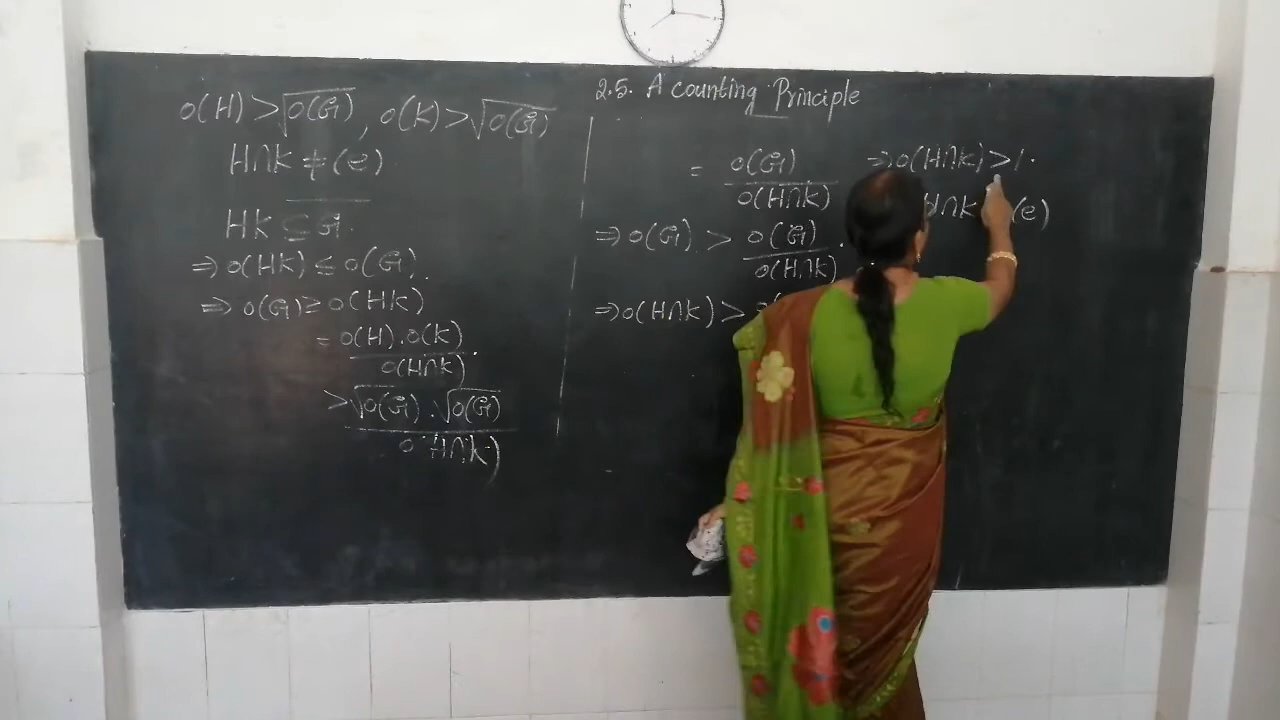 2.5. A counting Principle
o(H) > √o(G) , o(K) > √o(G)
H∩K ≠ (e)
HK ⊆ G.
⇒ o(HK) ≤ o(G).
⇒ o(G) ≥ o(HK)
= o(H).o(K)
o(H∩K).
> √o(G) . √o(G)
o(H∩K)
= o(G)
o(H∩K)
⇒ o(G) > o(G)
o(H∩K).
⇒ o(H∩K) >
⇒ o(H∩K) > 1.
H∩K (e)